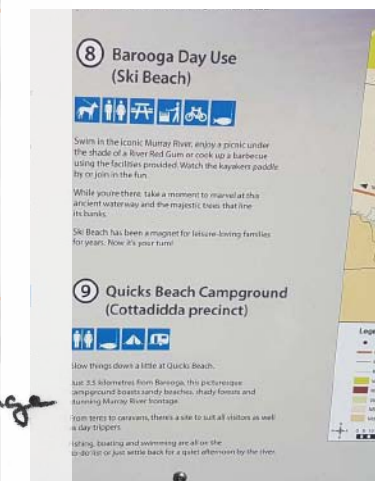 8 Barooga Day Use
(Ski Beach)
Swim in the iconic Murray River, enjoy a picnic under
the shade of a River Red Gum or cook up a barbecue
using the facilities provided. Watch the kayakers paddle
by or join in the fun.
While you're there, take a moment to marvel at this
ancient waterway and the majestic trees that line
its banks.
Ski Beach has been a magnet for leisure-loving families
for years. Now it's your turn!
9 Quicks Beach Campground
(Cottadidda precinct)
Slow things down a little at Quicks Beach.
Just 3.5 kilometres from Barooga, this picturesque
campground boasts sandy beaches, shady forests and
stunning Murray River frontage.
From tents to caravans, there's a site to suit all visitors as well
as day trippers.
Fishing, boating and swimming are all on the
to-do list or just settle back for a quiet afternoon by the river.